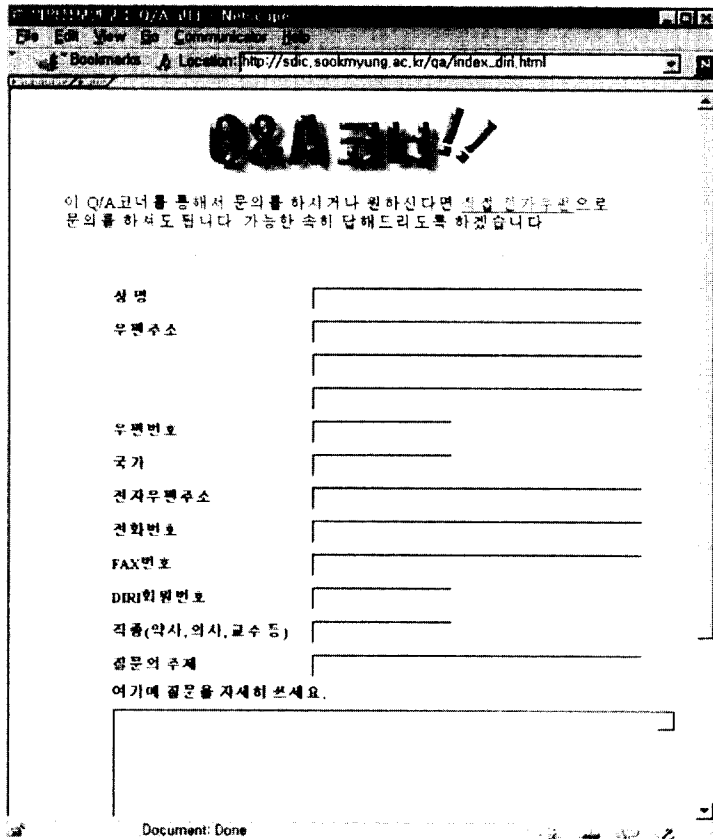 Q/A Netscape
File Edit View Go Communicator Help
Bookmarks Location: http://sdic.sookmyung.ac.kr/qa/index_diri.html
Q&A 코너!!
이 Q/A코너를 통해서 문의를 하시거나 원하신다면 직접 전자우편으로
문의를 하셔도 됩니다 가능한 속히 답해드리도록 하겠습니다
성 명
우편주소
우편번호
국가
전자우편주소
전화번호
FAX번호
DIRI회원번호
직종(약사,의사,교수 등)
질문의 주제
여기에 질문을 자세히 쓰세요.
Document: Done